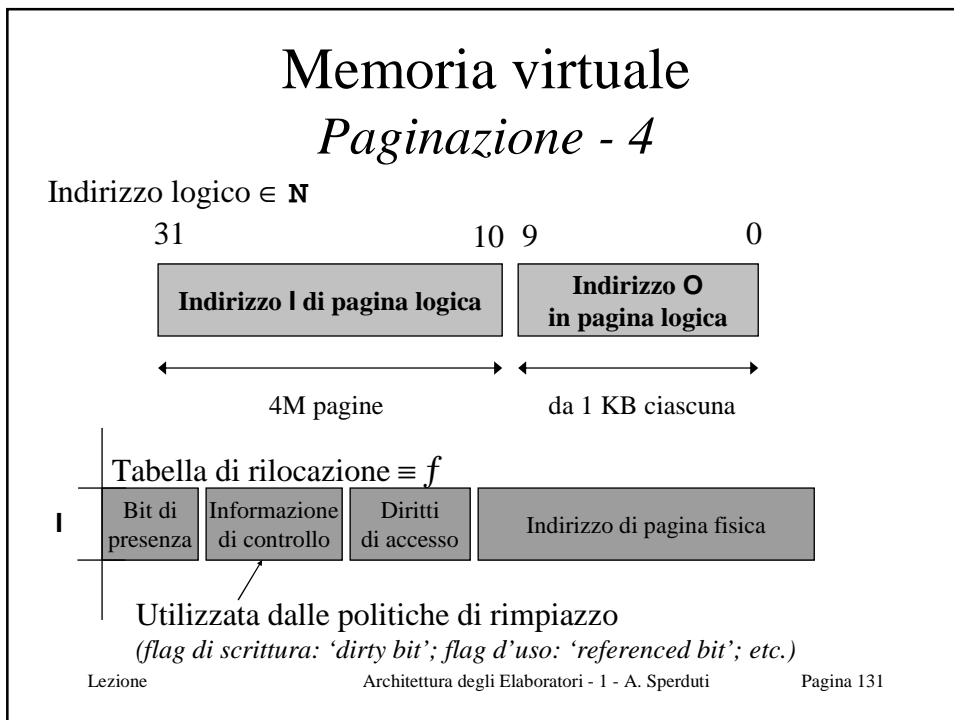 Memoria virtuale
Paginazione - 4
Indirizzo logico ∈ N
31 10 9 0
Indirizzo I di pagina logica
Indirizzo O
in pagina logica
4M pagine
da 1 KB ciascuna
Tabella di rilocazione ≡ f
I
Bit di
presenza
Informazione
di controllo
Diritti
di accesso
Indirizzo di pagina fisica
Utilizzata dalle politiche di rimpiazzo
(flag di scrittura: ‘dirty bit’; flag d’uso: ‘referenced bit’; etc.)
Lezione Architettura degli Elaboratori - 1 - A. Sperduti Pagina 131